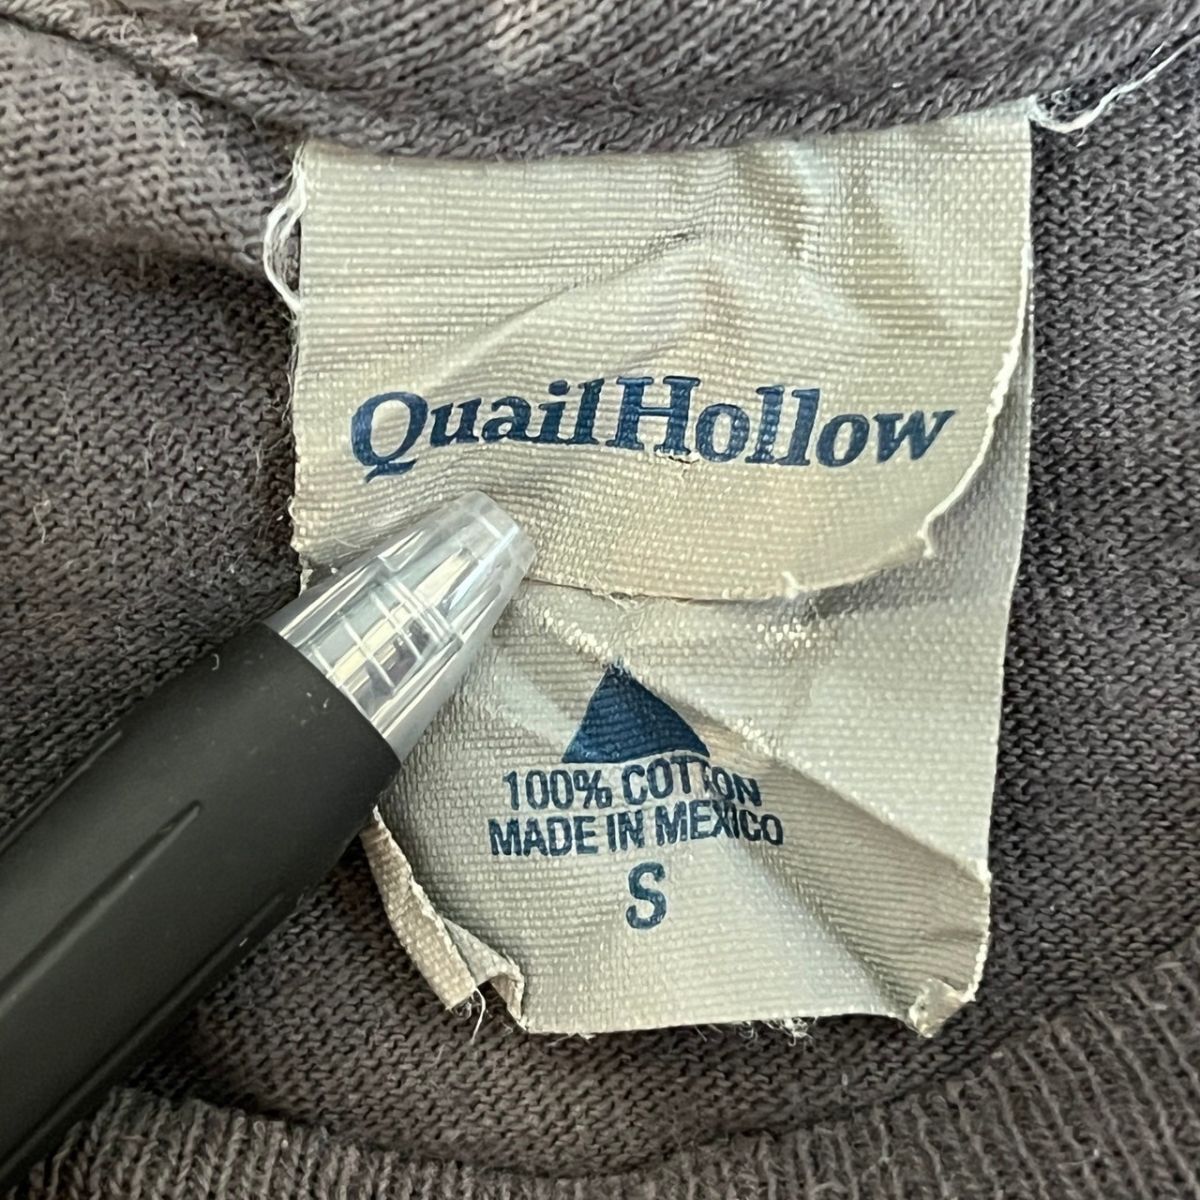 QuailHollow
100% COTTON
MADE IN MEXICO
S